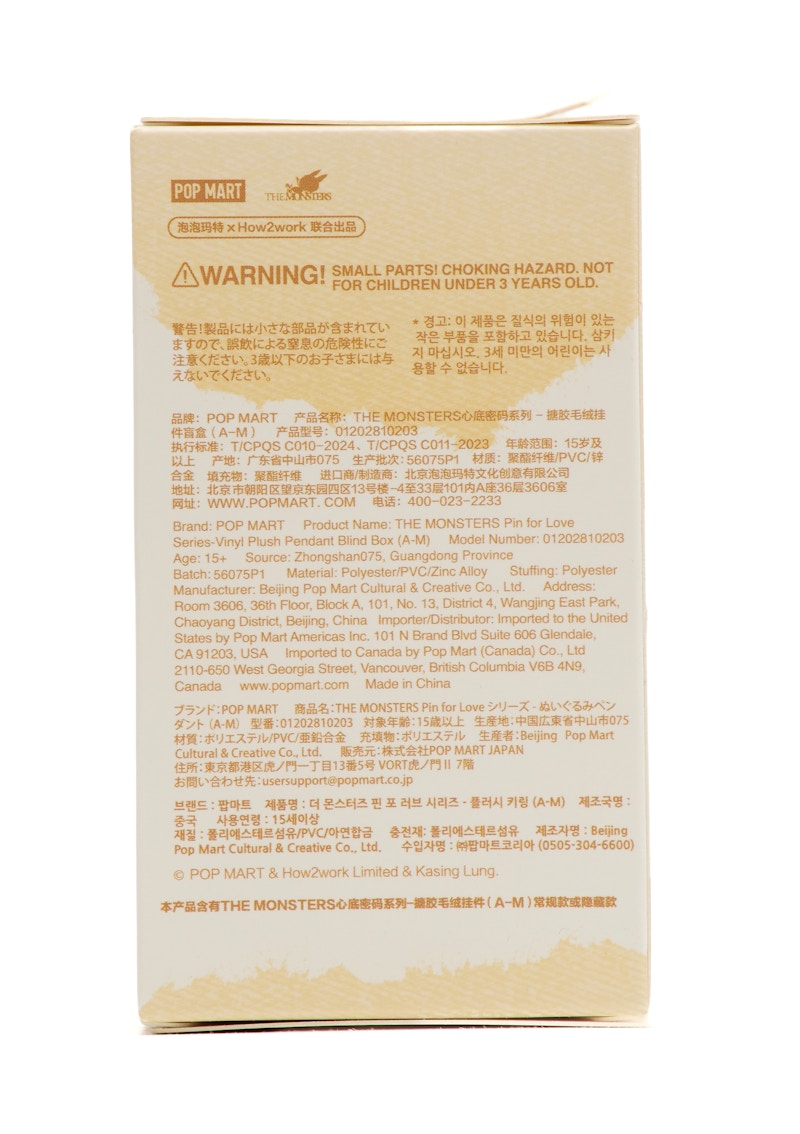 POP MART THE MONSTERS
泡泡玛特×How2work 联合出品
WARNING! SMALL PARTS! CHOKING HAZARD. NOT
FOR CHILDREN UNDER 3 YEARS OLD.
警告!製品には小さな部品が含まれてい
ますので、誤飲による窒息の危険性にご
注意ください。3歳以下のお子さまには与
えないでください。
* 경고: 이 제품은 질식의 위험이 있는
작은 부품을 포함하고 있습니다. 삼키
지 마십시오. 3세 미만의 어린이는 사
용할 수 없습니다.
品牌: POP MART 产品名称: THE MONSTERS心底密码系列 - 搪胶毛绒挂
件盲盒 (A-M) 产品型号: 01202810203
执行标准: T/CPQS C010-2024、T/CPQS C011-2023 年龄范围: 15岁及
以上 产地: 广东省中山市075 生产批次: 56075P1 材质: 聚酯纤维/PVC/锌
合金 填充物: 聚酯纤维 进口商/制造商: 北京泡泡玛特文化创意有限公司
地址: 北京市朝阳区望京东园四区13号楼-4至33层101内A座36层3606室
网址: WWW.POPMART.COM 电话: 400-023-2233
Brand: POP MART Product Name: THE MONSTERS Pin for Love
Series-Vinyl Plush Pendant Blind Box (A-M) Model Number: 01202810203
Age: 15+ Source: Zhongshan075, Guangdong Province
Batch: 56075P1 Material: Polyester/PVC/Zinc Alloy Stuffing: Polyester
Manufacturer: Beijing Pop Mart Cultural & Creative Co., Ltd. Address:
Room 3606, 36th Floor, Block A, 101, No. 13, District 4, Wangjing East Park,
Chaoyang District, Beijing, China Importer/Distributor: Imported to the United
States by Pop Mart Americas Inc. 101 N Brand Blvd Suite 606 Glendale,
CA 91203, USA Imported to Canada by Pop Mart (Canada) Co., Ltd
2110-650 West Georgia Street, Vancouver, British Columbia V6B 4N9,
Canada www.popmart.com Made in China
ブランド:POP MART 商品名:THE MONSTERS Pin for Love シリーズ - ぬいぐるみペン
ダント (A-M) 型番:01202810203 対象年齢:15歳以上 生産地:中国広東省中山市075
材質:ポリエステル/PVC/亜鉛合金 充填物:ポリエステル 生産者:Beijing Pop Mart
Cultural & Creative Co., Ltd. 販売元:株式会社POP MART JAPAN
住所:東京都港区虎ノ門一丁目13番5号 VORT虎ノ門II 7階
お問い合わせ先:usersupport@popmart.co.jp
브랜드 : 팝마트 제품명 : 더 몬스터즈 핀 포 러브 시리즈 - 플러시 키링 (A-M) 제조국명 :
중국 사용연령 : 15세이상
재질 : 폴리에스테르섬유/PVC/아연합금 충전재: 폴리에스테르섬유 제조자명 : Beijing
Pop Mart Cultural & Creative Co., Ltd. 수입자명 : ㈜팝마트코리아 (0505-304-6600)
© POP MART & How2work Limited & Kasing Lung.
本产品含有THE MONSTERS心底密码系列-搪胶毛绒挂件(A-M)常规款或隐藏款